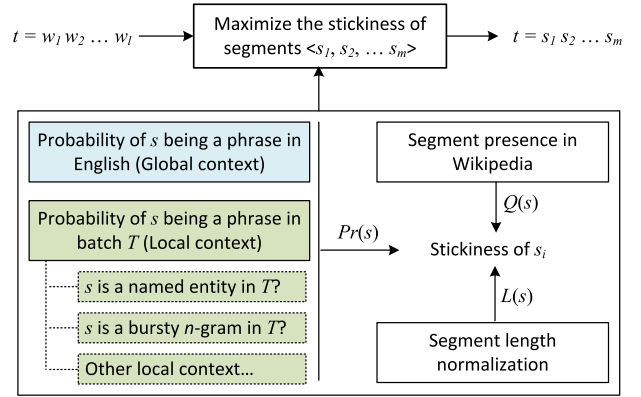 t = w1 w2 … wl
Maximize the stickiness of
segments <s1, s2, … sm>
t = s1 s2 … sm
Probability of s being a phrase in
English (Global context)
Probability of s being a phrase in
batch T (Local context)
s is a named entity in T?
s is a bursty n-gram in T?
Other local context…
Pr(s)
Segment presence in
Wikipedia
Q(s)
Stickiness of si
L(s)
Segment length
normalization